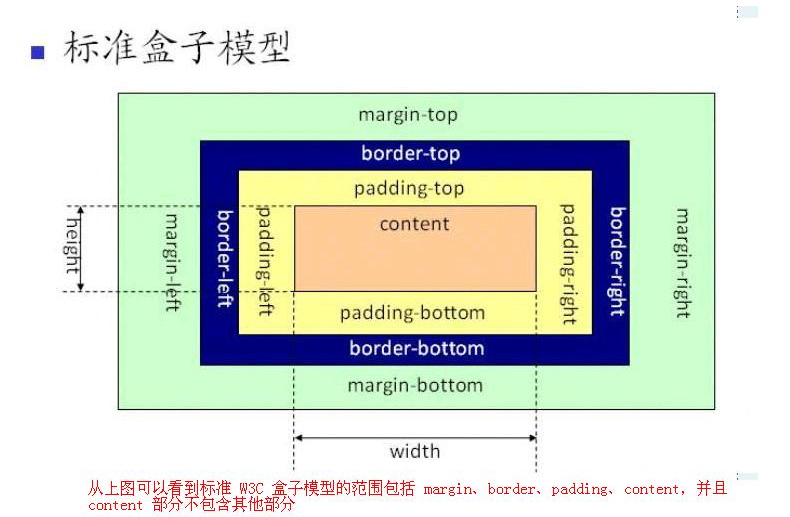 标准盒子模型
margin-top
border-top
padding-top
content
height
margin-left
border-left
padding-left
padding-right
border-right
margin-right
padding-bottom
border-bottom
margin-bottom
width
从上图可以看到标准 W3C 盒子模型的范围包括 margin、border、padding、content，并且
content 部分不包含其他部分